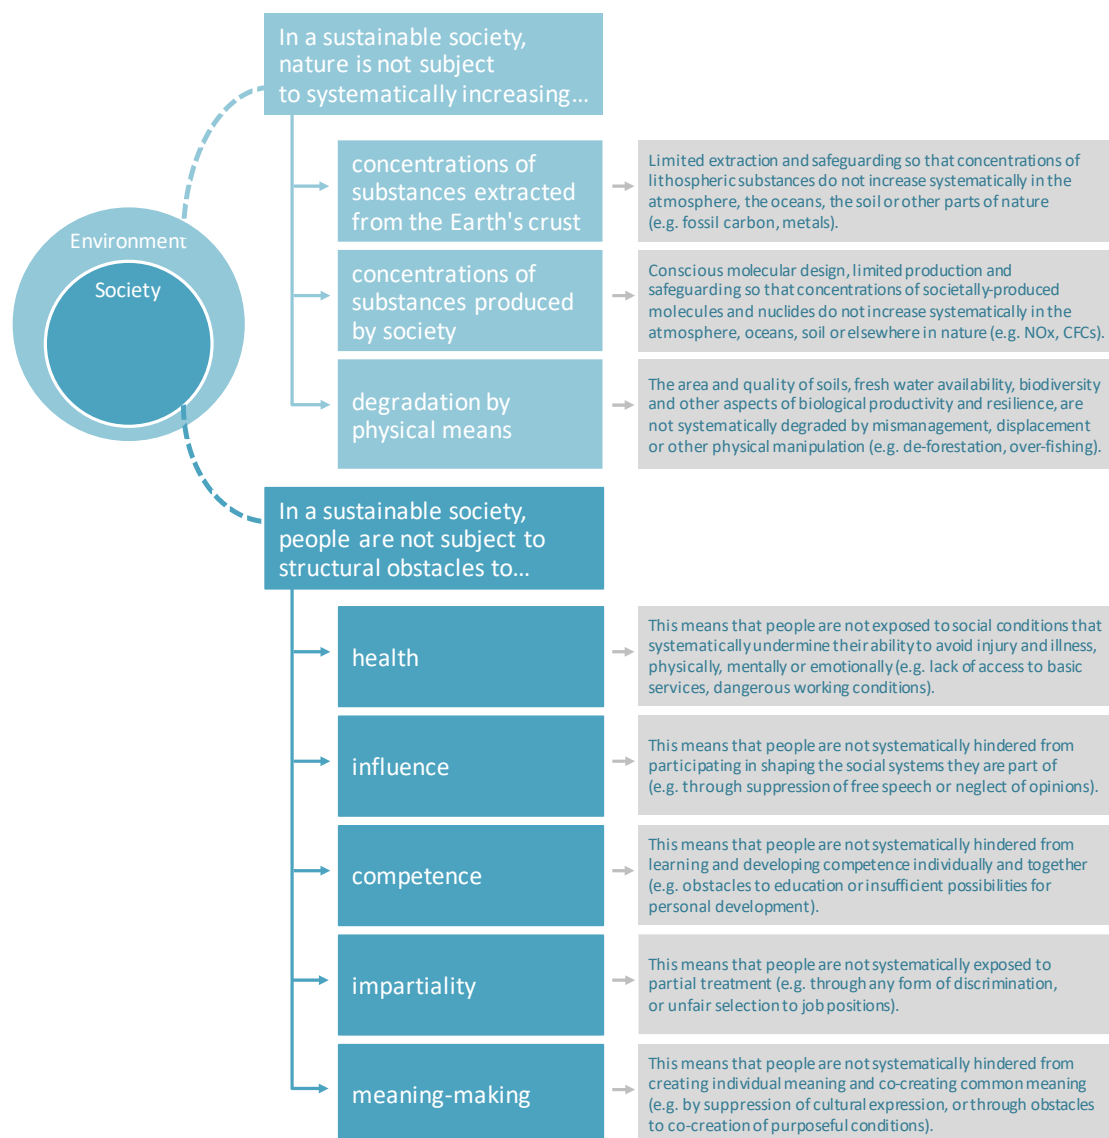 In a sustainable society,
nature is not subject
to systematically increasing…
concentrations of
substances extracted
from the Earth's crust
Limited extraction and safeguarding so that concentrations of
lithospheric substances do not increase systematically in the
atmosphere, the oceans, the soil or other parts of nature
(e.g. fossil carbon, metals).
Environment
Society
concentrations of
substances produced
by society
Conscious molecular design, limited production and
safeguarding so that concentrations of societally-produced
molecules and nuclides do not increase systematically in the
atmosphere, oceans, soil or elsewhere in nature (e.g. NOx, CFCs).
degradation by
physical means
The area and quality of soils, fresh water availability, biodiversity
and other aspects of biological productivity and resilience, are
not systematically degraded by mismanagement, displacement
or other physical manipulation (e.g. de-forestation, over-fishing).
In a sustainable society,
people are not subject to
structural obstacles to…
health
This means that people are not exposed to social conditions that
systematically undermine their ability to avoid injury and illness,
physically, mentally or emotionally (e.g. lack of access to basic
services, dangerous working conditions).
influence
This means that people are not systematically hindered from
participating in shaping the social systems they are part of
(e.g. through suppression of free speech or neglect of opinions).
competence
This means that people are not systematically hindered from
learning and developing competence individually and together
(e.g. obstacles to education or insufficient possibilities for
personal development).
impartiality
This means that people are not systematically exposed to
partial treatment (e.g. through any form of discrimination,
or unfair selection to job positions).
meaning-making
This means that people are not systematically hindered from
creating individual meaning and co-creating common meaning
(e.g. by suppression of cultural expression, or through obstacles
to co-creation of purposeful conditions).